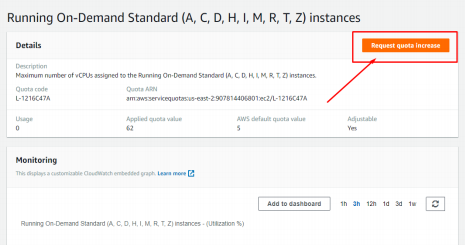 Running On-Demand Standard (A, C, D, H, I, M, R, T, Z) instances
Details
Request quota increase
Description
Maximum number of vCPUs assigned to the Running On-Demand Standard (A, C, D, H, I, M, R, T, Z) instances.
Quota code Quota ARN
L-1216C47A arn:aws:servicequotas:us-east-2:907814406801:ec2/L-1216C47A
Usage Applied quota value AWS default quota value Adjustable
0 62 5 Yes
Monitoring
This displays a customizable CloudWatch embedded graph. Learn more
Add to dashboard 1h 3h 12h 1d 3d 1w
Running On-Demand Standard (A, C, D, H, I, M, R, T, Z) instances - (Utilization %)